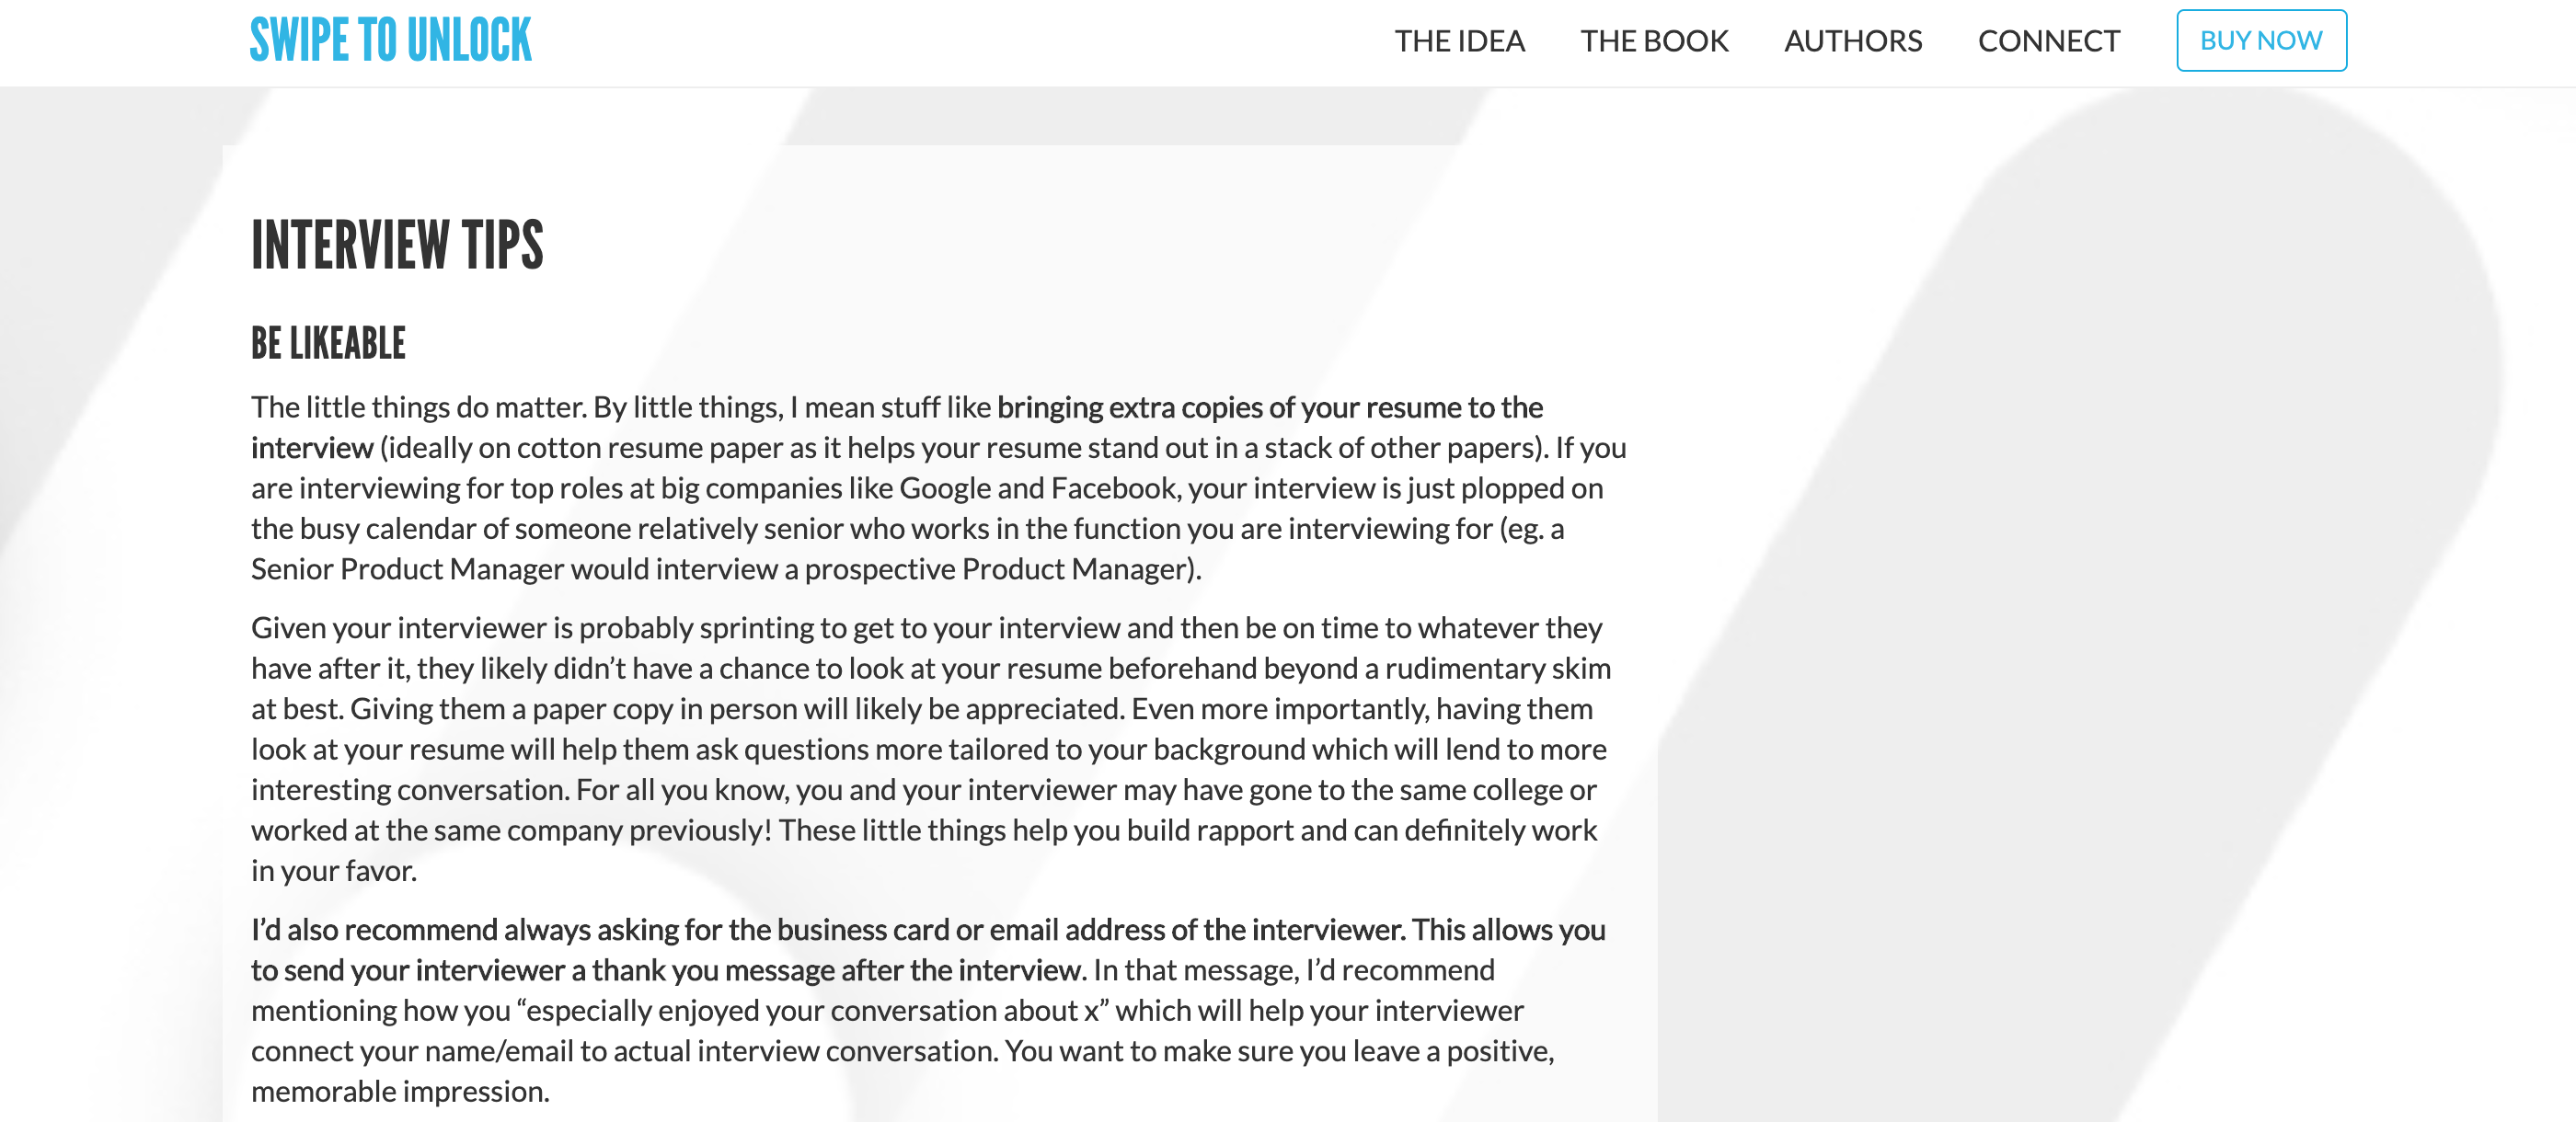 SWIPE TO UNLOCK
THE IDEA
THE BOOK
AUTHORS
CONNECT
BUY NOW
INTERVIEW TIPS
BE LIKEABLE
The little things do matter. By little things, I mean stuff like bringing extra copies of your resume to the
interview (ideally on cotton resume paper as it helps your resume stand out in a stack of other papers). If you
are interviewing for top roles at big companies like Google and Facebook, your interview is just plopped on
the busy calendar of someone relatively senior who works in the function you are interviewing for (eg. a
Senior Product Manager would interview a prospective Product Manager).
Given your interviewer is probably sprinting to get to your interview and then be on time to whatever they
have after it, they likely didn’t have a chance to look at your resume beforehand beyond a rudimentary skim
at best. Giving them a paper copy in person will likely be appreciated. Even more importantly, having them
look at your resume will help them ask questions more tailored to your background which will lend to more
interesting conversation. For all you know, you and your interviewer may have gone to the same college or
worked at the same company previously! These little things help you build rapport and can definitely work
in your favor.
I’d also recommend always asking for the business card or email address of the interviewer. This allows you
to send your interviewer a thank you message after the interview. In that message, I’d recommend
mentioning how you “especially enjoyed your conversation about x” which will help your interviewer
connect your name/email to actual interview conversation. You want to make sure you leave a positive,
memorable impression.